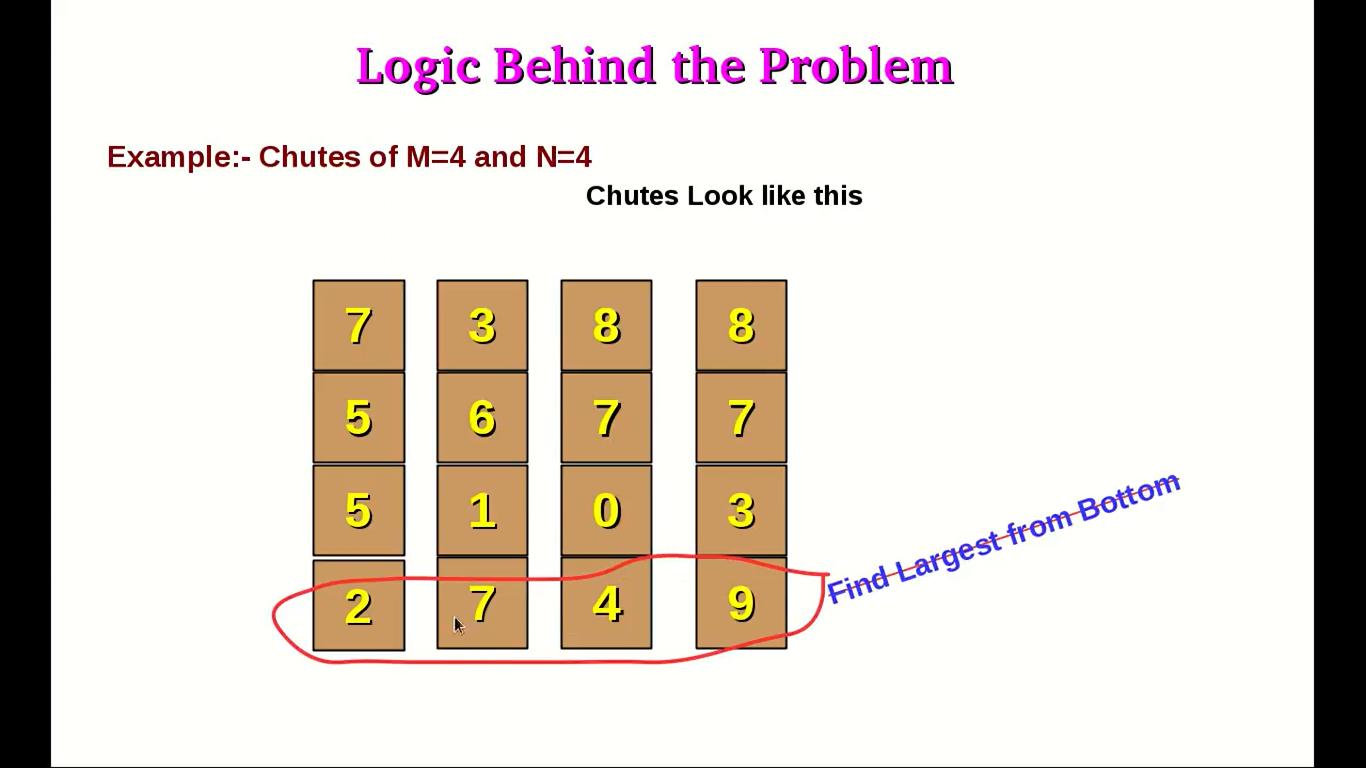 Logic Behind the Problem
Example:- Chutes of M=4 and N=4
Chutes Look like this
7 3 8 8
5 6 7 7
5 1 0 3
2 7 4 9
Find Largest from Bottom